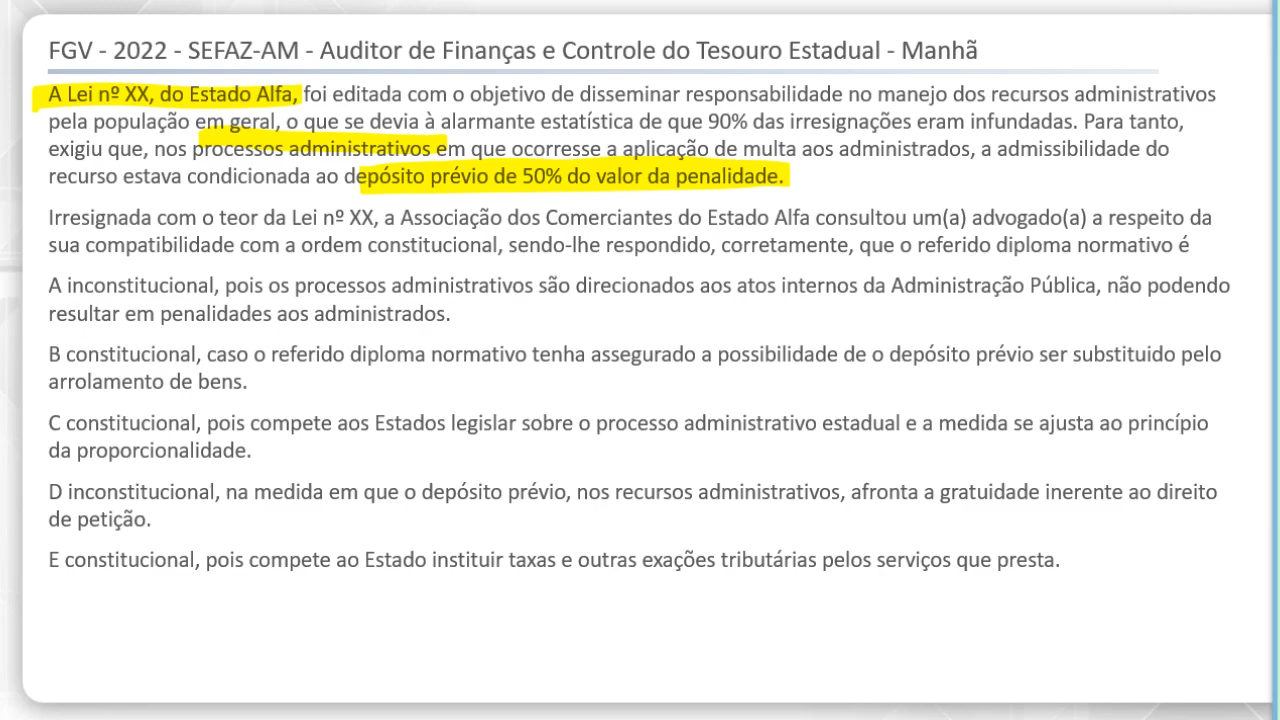 FGV - 2022 - SEFAZ-AM - Auditor de Finanças e Controle do Tesouro Estadual - Manhã
A Lei nº XX, do Estado Alfa, foi editada com o objetivo de disseminar responsabilidade no manejo dos recursos administrativos
pela população em geral, o que se devia à alarmante estatística de que 90% das irresignações eram infundadas. Para tanto,
exigiu que, nos processos administrativos em que ocorresse a aplicação de multa aos administrados, a admissibilidade do
recurso estava condicionada ao depósito prévio de 50% do valor da penalidade.
Irresignada com o teor da Lei nº XX, a Associação dos Comerciantes do Estado Alfa consultou um(a) advogado(a) a respeito da
sua compatibilidade com a ordem constitucional, sendo-lhe respondido, corretamente, que o referido diploma normativo é
A inconstitucional, pois os processos administrativos são direcionados aos atos internos da Administração Pública, não podendo
resultar em penalidades aos administrados.
B constitucional, caso o referido diploma normativo tenha assegurado a possibilidade de o depósito prévio ser substituído pelo
arrolamento de bens.
C constitucional, pois compete aos Estados legislar sobre o processo administrativo estadual e a medida se ajusta ao princípio
da proporcionalidade.
D inconstitucional, na medida em que o depósito prévio, nos recursos administrativos, afronta a gratuidade inerente ao direito
de petição.
E constitucional, pois compete ao Estado instituir taxas e outras exações tributárias pelos serviços que presta.